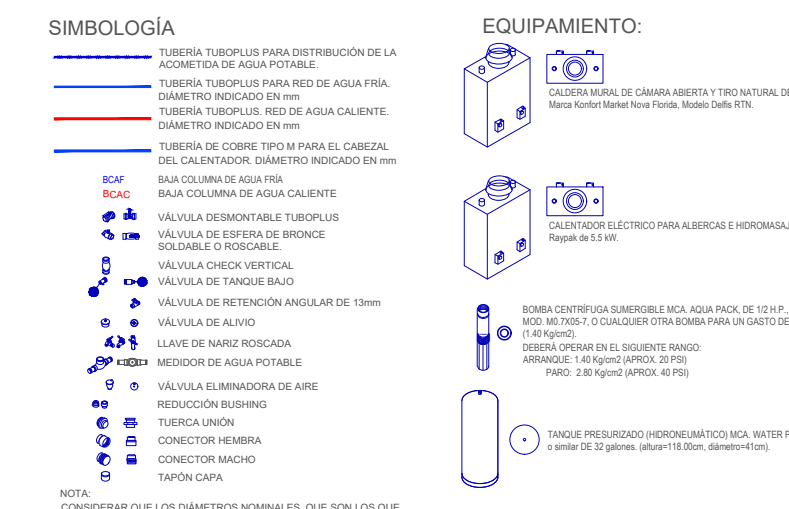 SIMBOLOGÍA
TUBERÍA TUBOPLUS PARA DISTRIBUCIÓN DE LA
ACOMETIDA DE AGUA POTABLE.
TUBERÍA TUBOPLUS PARA RED DE AGUA FRÍA.
DIÁMETRO INDICADO EN mm
TUBERÍA TUBOPLUS. RED DE AGUA CALIENTE.
DIÁMETRO INDICADO EN mm
TUBERÍA DE COBRE TIPO M PARA EL CABEZAL
DEL CALENTADOR. DIÁMETRO INDICADO EN mm
BCAF BAJA COLUMNA DE AGUA FRÍA
BCAC BAJA COLUMNA DE AGUA CALIENTE
VÁLVULA DESMONTABLE TUBOPLUS
VÁLVULA DE ESFERA DE BRONCE
SOLDABLE O ROSCABLE.
VÁLVULA CHECK VERTICAL
VÁLVULA DE TANQUE BAJO
VÁLVULA DE RETENCIÓN ANGULAR DE 13mm
VÁLVULA DE ALIVIO
LLAVE DE NARIZ ROSCADA
MEDIDOR DE AGUA POTABLE
VÁLVULA ELIMINADORA DE AIRE
REDUCCIÓN BUSHING
TUERCA UNIÓN
CONECTOR HEMBRA
CONECTOR MACHO
TAPÓN CAPA
NOTA:
CONSIDERAR QUE LOS DIÁMETROS NOMINALES, QUE SON LOS QUE
EQUIPAMIENTO:
CALDERA MURAL DE CÁMARA ABIERTA Y TIRO NATURAL DE
Marca Konfort Market Nova Florida, Modelo Delfis RTN.
CALENTADOR ELÉCTRICO PARA ALBERCAS E HIDROMASAJ
Raypak de 5.5 kW.
BOMBA CENTRÍFUGA SUMERGIBLE MCA. AQUA PACK, DE 1/2 H.P.,
MOD. M0.7X05-7, O CUALQUIER OTRA BOMBA PARA UN GASTO DE
(1.40 Kg/cm2).
DEBERÁ OPERAR EN EL SIGUIENTE RANGO:
ARRANQUE: 1.40 Kg/cm2 (APROX. 20 PSI)
PARO: 2.80 Kg/cm2 (APROX. 40 PSI)
TANQUE PRESURIZADO (HIDRONEUMÁTICO) MCA. WATER
o similar DE 32 galones. (altura=118.00cm, diámetro=41cm).